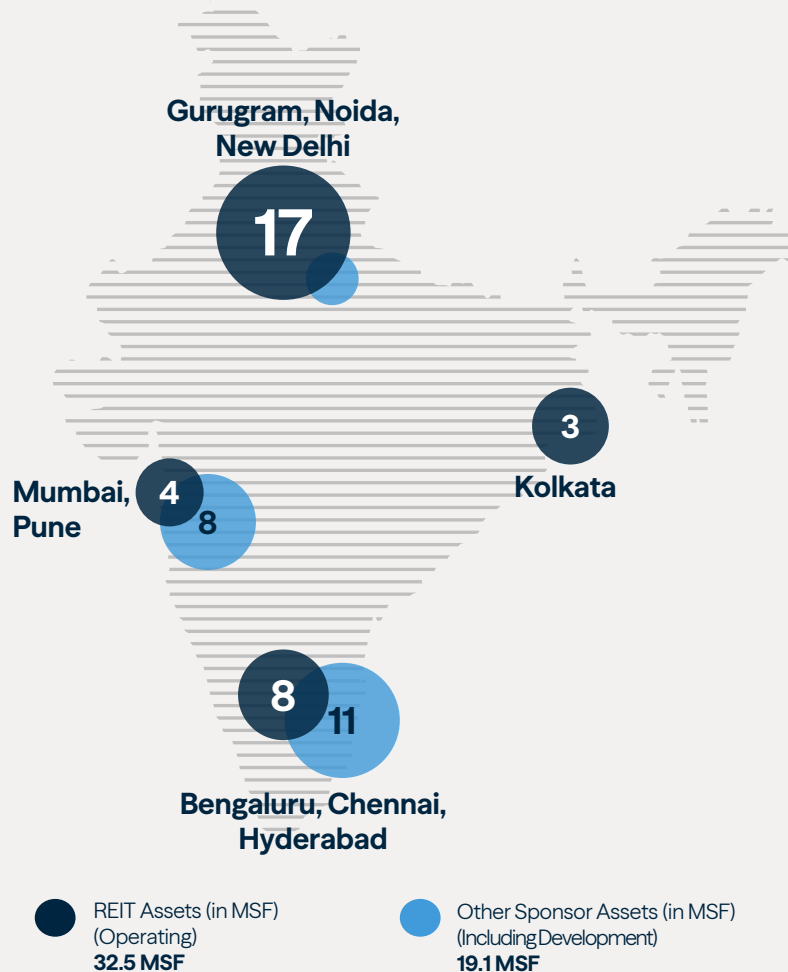 Gurugram, Noida,
New Delhi
17
3
Kolkata
Mumbai,
Pune
4
8
8
11
Bengaluru, Chennai,
Hyderabad
REIT Assets (in MSF)
(Operating)
32.5 MSF
Other Sponsor Assets (in MSF)
(Including Development)
19.1 MSF